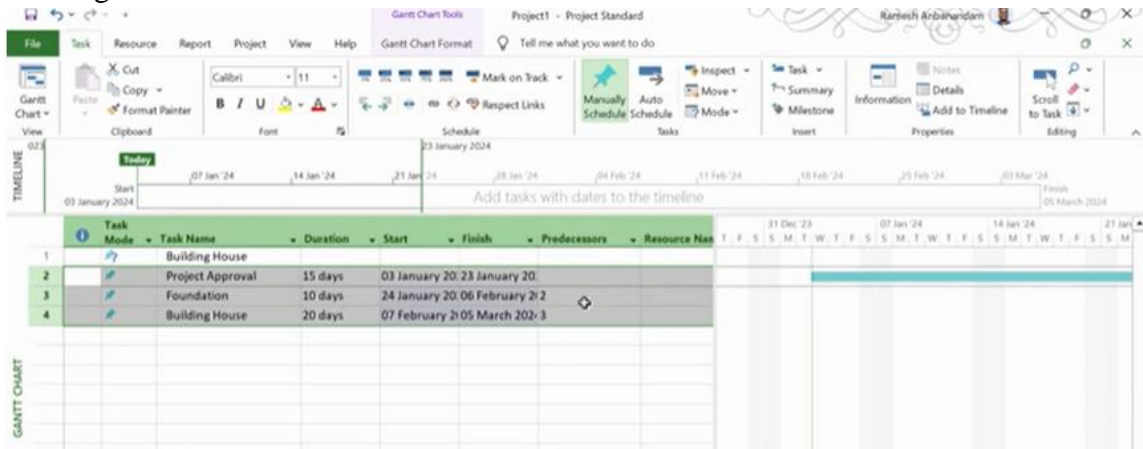 Gantt Chart Tools Project1 - Project Standard Ramesh Anbanandam
File Task Resource Report Project View Help Gantt Chart Format Tell me what you want to do
Gantt Chart Paste Cut Copy Format Painter Calibri 11 B I U A Mark on Track Respect Links Manually Schedule Auto Schedule Inspect Move Mode Task Summary Milestone Information Notes Details Add to Timeline Scroll to Task
View Clipboard Font Schedule Tasks Insert Properties Editing
TIMELINE
023 23 January 2024
Today
07 Jan '24 14 Jan '24 21 Jan '24 28 Jan '24 04 Feb '24 11 Feb '24 18 Feb '24 25 Feb '24 03 Mar '24
Start
03 January 2024
Add tasks with dates to the timeline
Finish
05 March 2024
Task Mode Task Name Duration Start Finish Predecessors Resource Nan
31 Dec '23 07 Jan '24 14 Jan '24 21 Jan
T F S S M T W T F S S M T W T F S S M T W T F S S M
1 Building House
2 Project Approval 15 days 03 January 20 23 January 20
3 Foundation 10 days 24 January 20 06 February 2 2
4 Building House 20 days 07 February 2 05 March 202 3
GANTT CHART